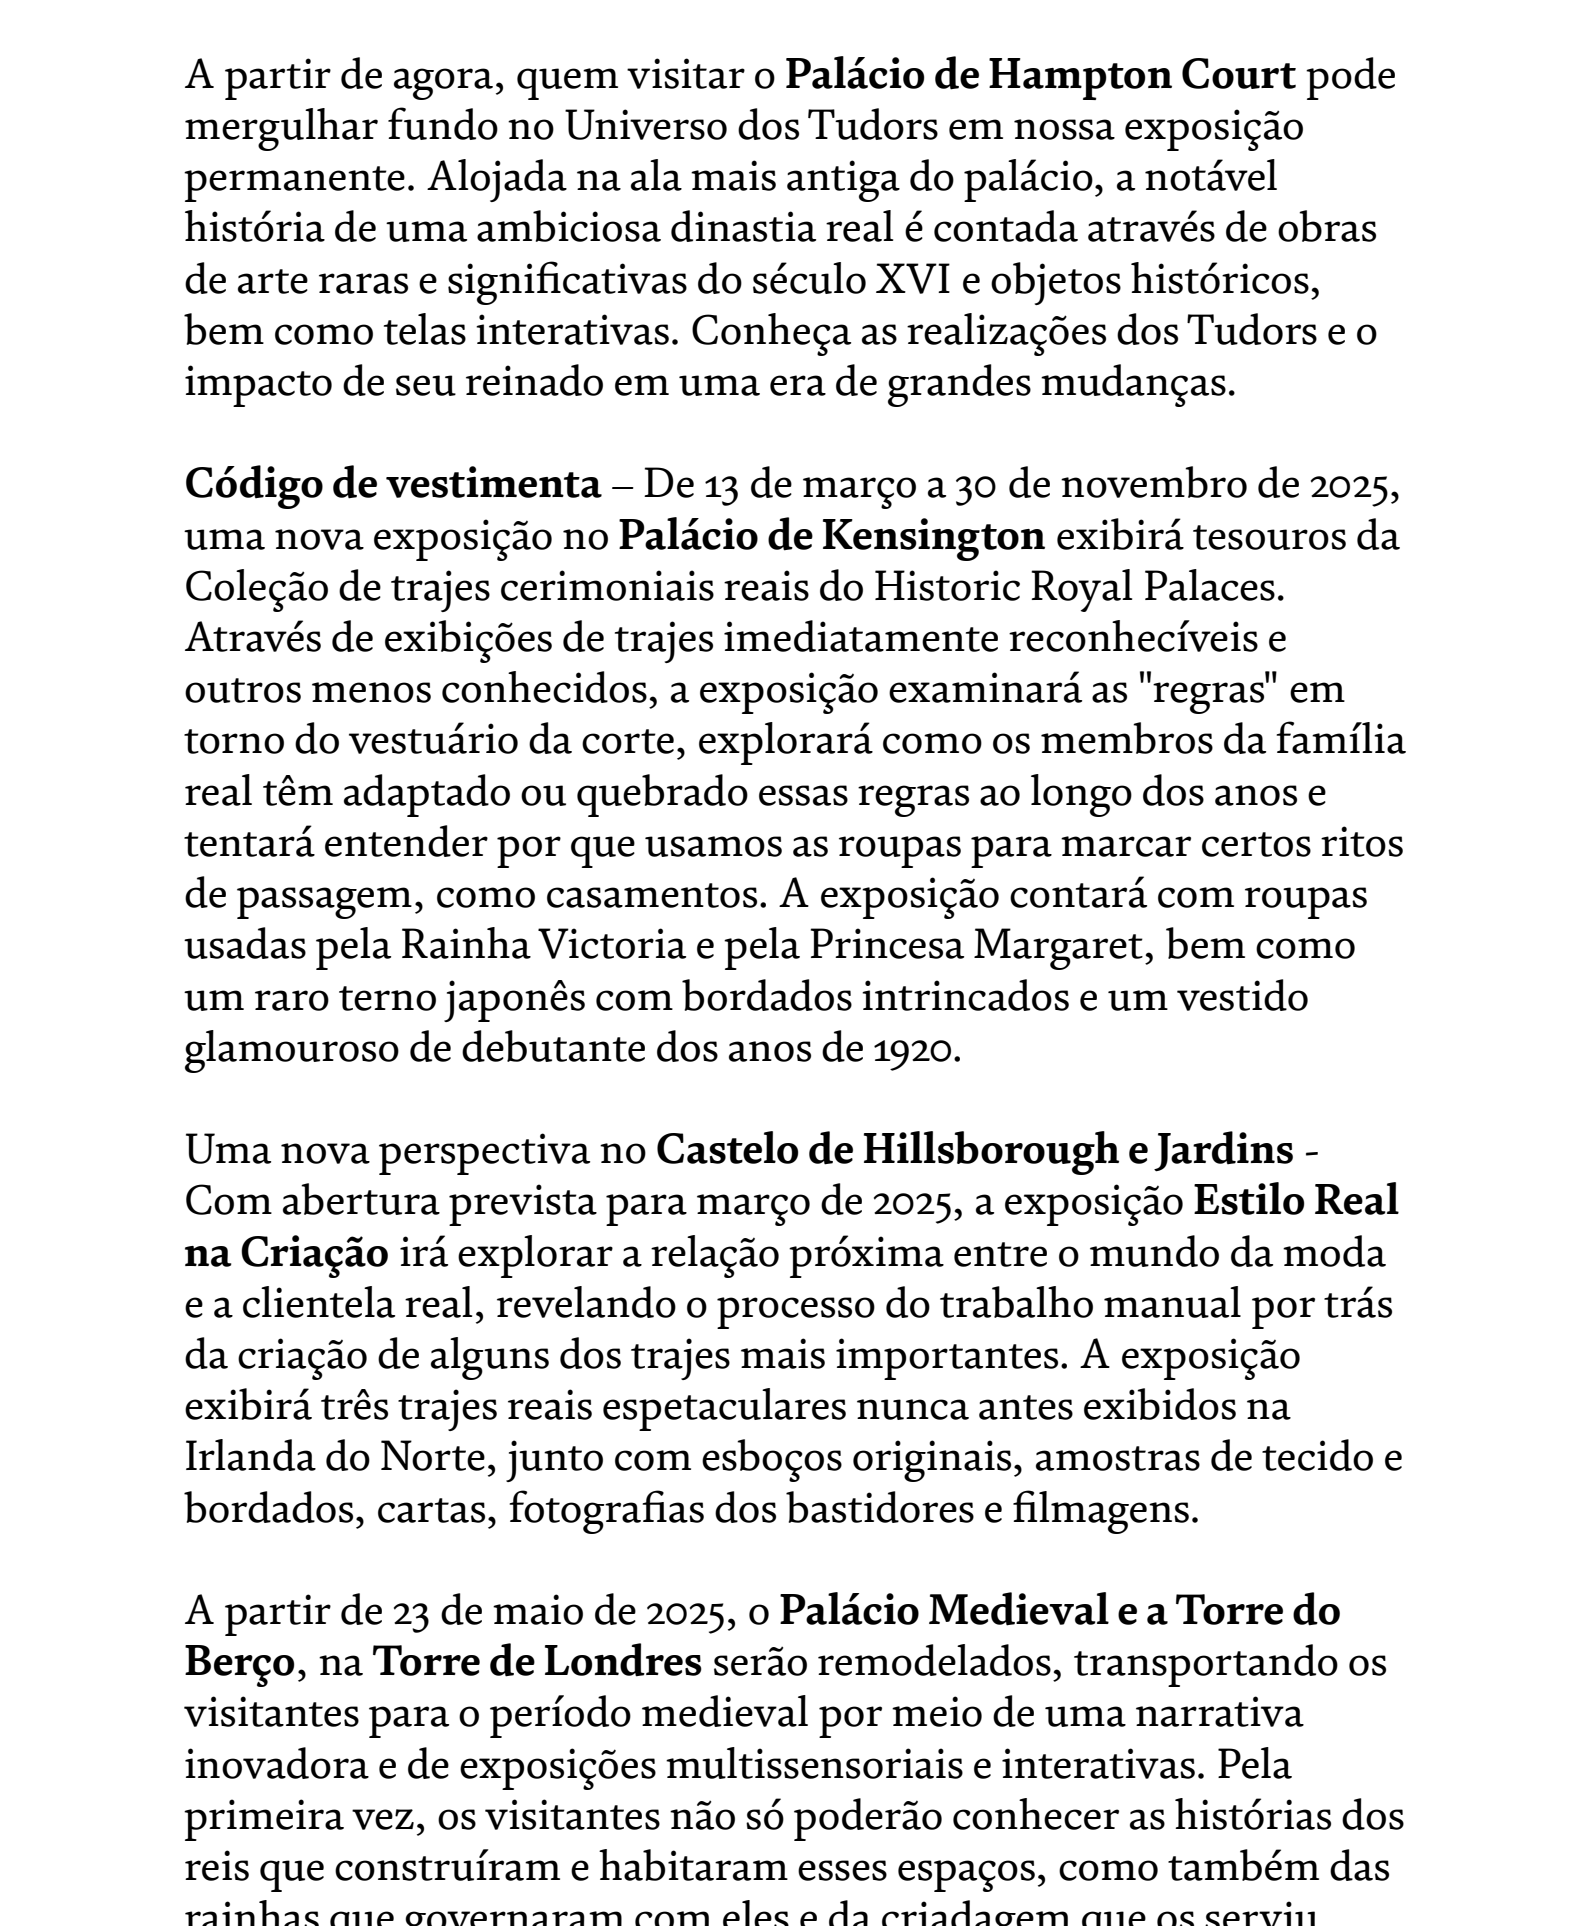 A partir de agora, quem visitar o Palácio de Hampton Court pode
mergulhar fundo no Universo dos Tudors em nossa exposição
permanente. Alojada na ala mais antiga do palácio, a notável
história de uma ambiciosa dinastia real é contada através de obras
de arte raras e significativas do século XVI e objetos históricos,
bem como telas interativas. Conheça as realizações dos Tudors e o
impacto de seu reinado em uma era de grandes mudanças.
Código de vestimenta – De 13 de março a 30 de novembro de 2025,
uma nova exposição no Palácio de Kensington exibirá tesouros da
Coleção de trajes cerimoniais reais do Historic Royal Palaces.
Através de exibições de trajes imediatamente reconhecíveis e
outros menos conhecidos, a exposição examinará as "regras" em
torno do vestuário da corte, explorará como os membros da família
real têm adaptado ou quebrado essas regras ao longo dos anos e
tentará entender por que usamos as roupas para marcar certos ritos
de passagem, como casamentos. A exposição contará com roupas
usadas pela Rainha Victoria e pela Princesa Margaret, bem como
um raro terno japonês com bordados intrincados e um vestido
glamouroso de debutante dos anos de 1920.
Uma nova perspectiva no Castelo de Hillsborough e Jardins -
Com abertura prevista para março de 2025, a exposição Estilo Real
na Criação irá explorar a relação próxima entre o mundo da moda
e a clientela real, revelando o processo do trabalho manual por trás
da criação de alguns dos trajes mais importantes. A exposição
exibirá três trajes reais espetaculares nunca antes exibidos na
Irlanda do Norte, junto com esboços originais, amostras de tecido e
bordados, cartas, fotografias dos bastidores e filmagens.
A partir de 23 de maio de 2025, o Palácio Medieval e a Torre do
Berço, na Torre de Londres serão remodelados, transportando os
visitantes para o período medieval por meio de uma narrativa
inovadora e de exposições multissensoriais e interativas. Pela
primeira vez, os visitantes não só poderão conhecer as histórias dos
reis que construíram e habitaram esses espaços, como também das
rainhas que governaram com eles e da criadagem que os serviu